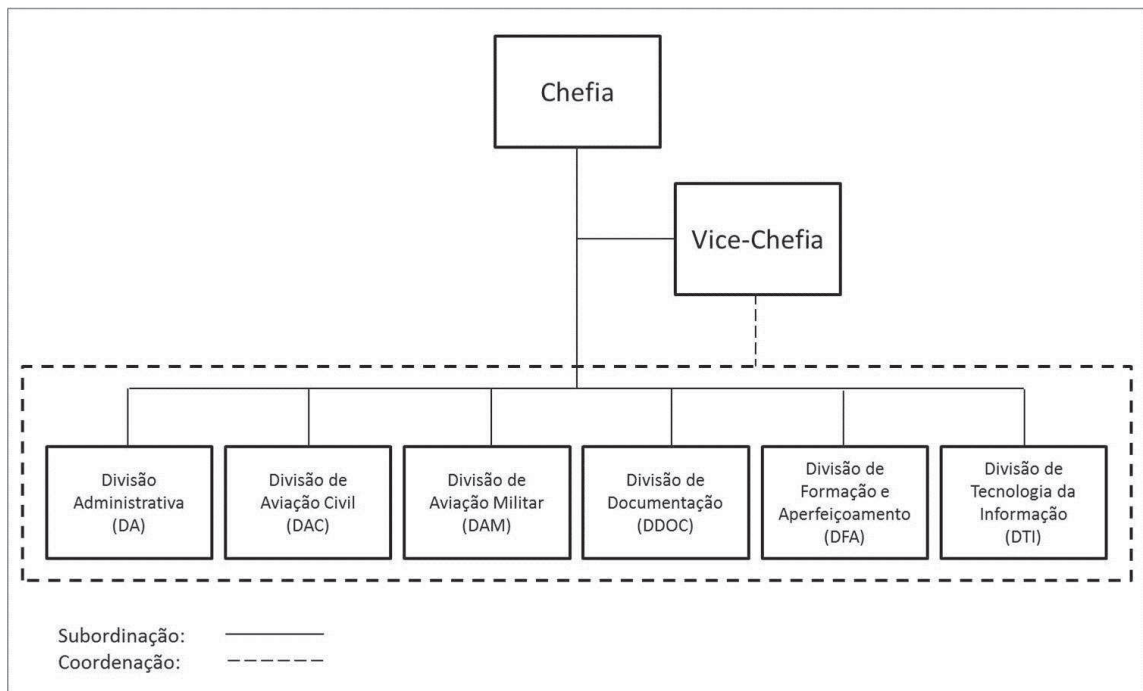 Chefia
Vice-Chefia
Divisão
Administrativa
(DA)
Divisão de
Aviação Civil
(DAC)
Divisão de
Aviação Militar
(DAM)
Divisão de
Documentação
(DDOC)
Divisão de
Formação e
Aperfeiçoamento
(DFA)
Divisão de
Tecnologia da
Informação
(DTI)
Subordinação:
Coordenação: